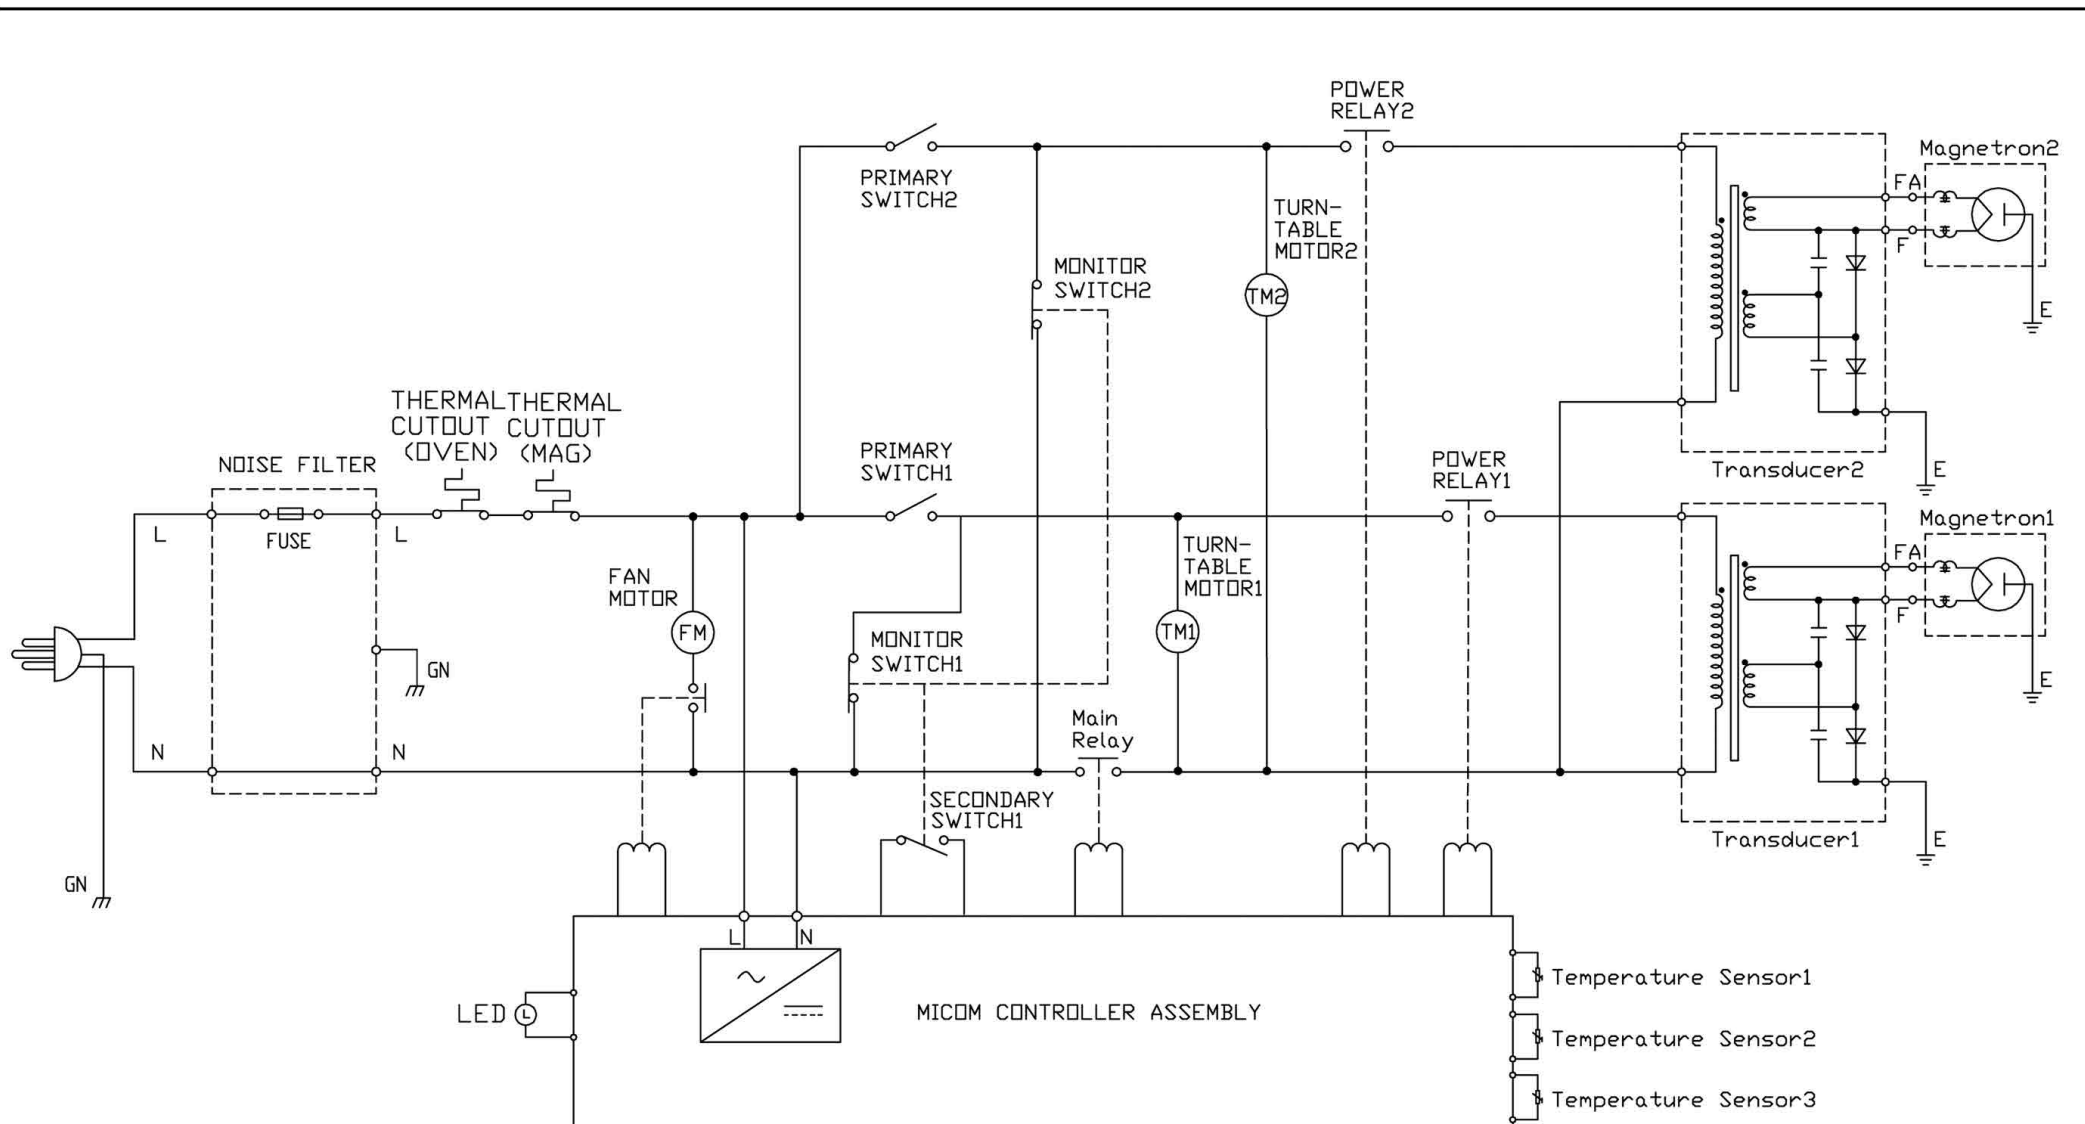 POWER
RELAY2
Magnetron2
PRIMARY
SWITCH2
FA
F
TURN-
TABLE
MOTOR2
MONITOR
SWITCH2
TM2
E
THERMAL
CUTOUT
(OVEN)
THERMAL
CUTOUT
(MAG)
PRIMARY
SWITCH1
POWER
RELAY1
Transducer2
E
NOISE FILTER
Magnetron1
L
FUSE
L
FA
F
TURN-
TABLE
MOTOR1
FAN
MOTOR
FM
MONITOR
SWITCH1
TM1
GN
E
Main
Relay
N
N
SECONDARY
SWITCH1
Transducer1
E
GN
L
N
LED
L
MICOM CONTROLLER ASSEMBLY
Temperature Sensor1
Temperature Sensor2
Temperature Sensor3